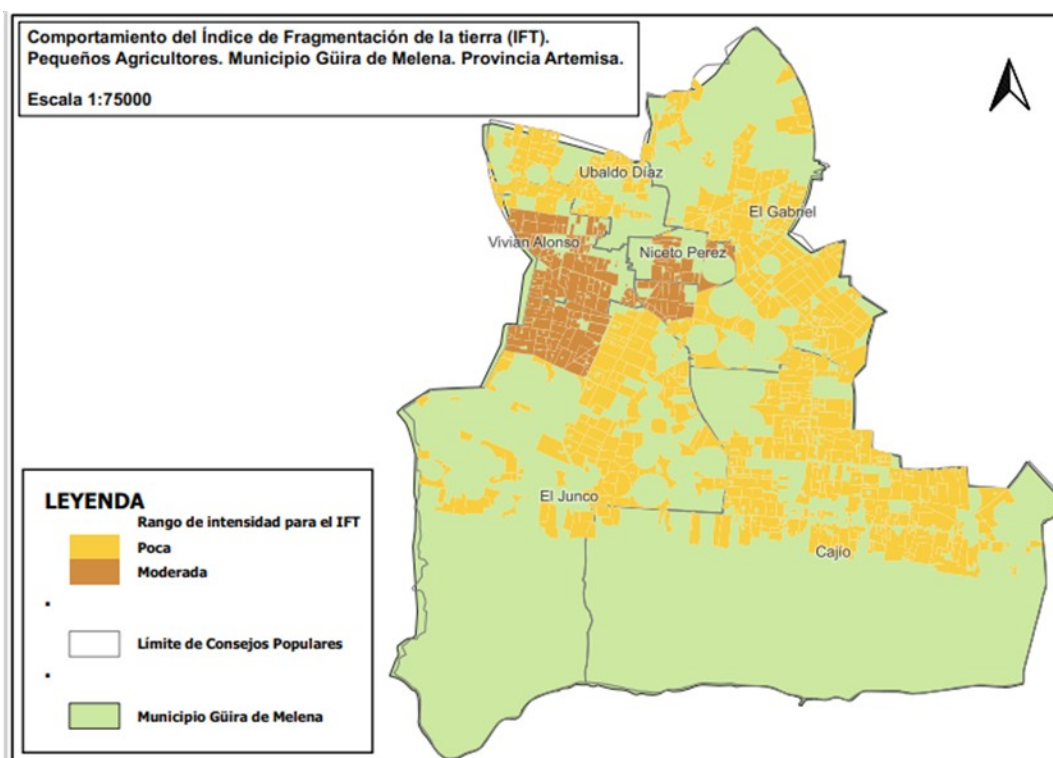 Comportamiento del Índice de Fragmentación de la tierra (IFT).
Pequeños Agricultores. Municipio Güira de Melena. Provincia Artemisa.
Escala 1:75000
Ubaldo Díaz
El Gabriel
Vivian Alonso
Niceto Perez
El Junco
Cajío
LEYENDA
Rango de intensidad para el IFT
Poca
Moderada
Límite de Consejos Populares
Municipio Güira de Melena